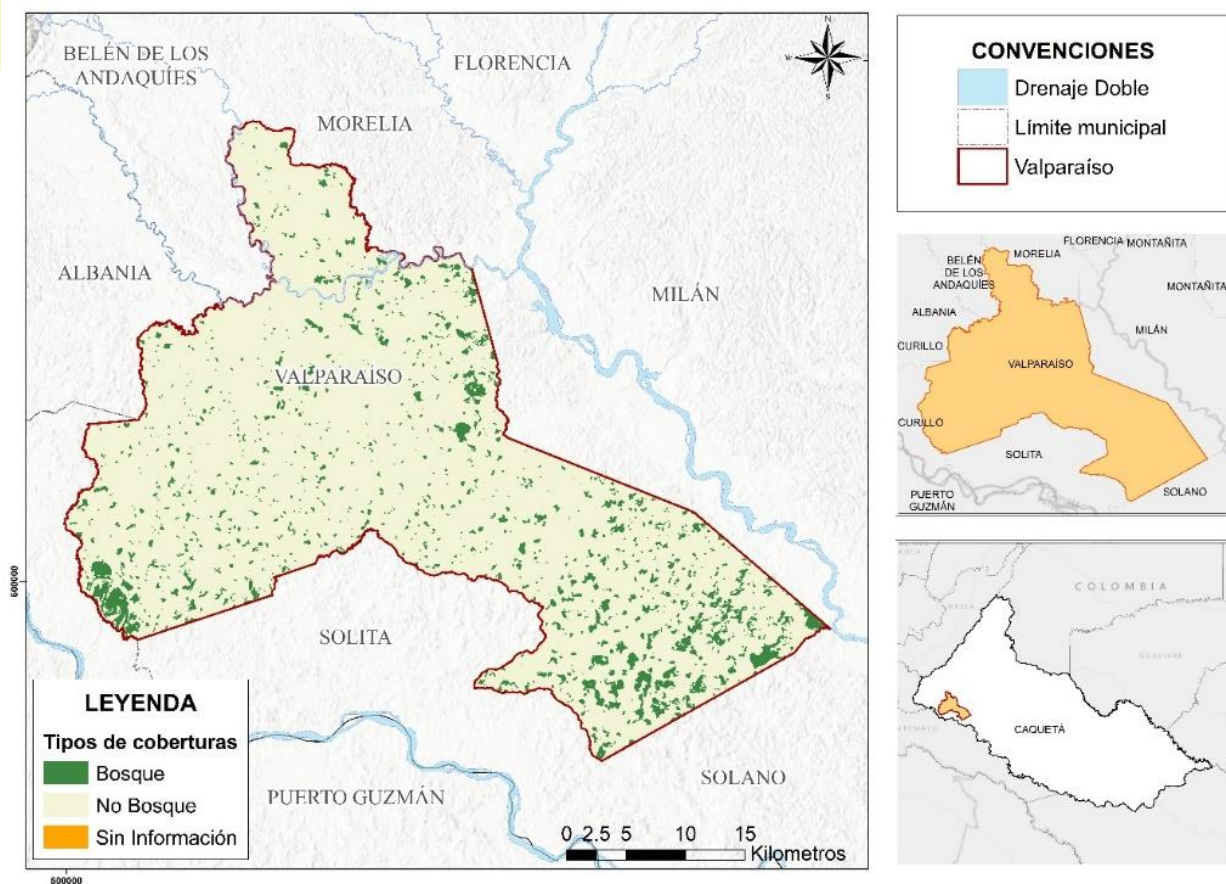 BELÉN DE LOS
ANDAQUÍES
FLORENCIA
MORELIA
ALBANIA
MILÁN
VALPARAÍSO
SOLITA
SOLANO
PUERTO GUZMÁN
N
W
S
600000
500000
LEYENDA
Tipos de coberturas
Bosque
No Bosque
Sin Información
0 2.5 5 10 15
Kilometros
CONVENCIONES
Drenaje Doble
Límite municipal
Valparaíso
FLORENCIA MONTAÑITA
MORELIA
BELÉN
DE LOS
ANDAQUÍES
MONTAÑITA
ALBANIA
MILÁN
CURILLO
VALPARAÍSO
CURILLO
SOLITA
SOLANO
PUERTO
GUZMÁN
COLOMBIA
CAQUETÁ